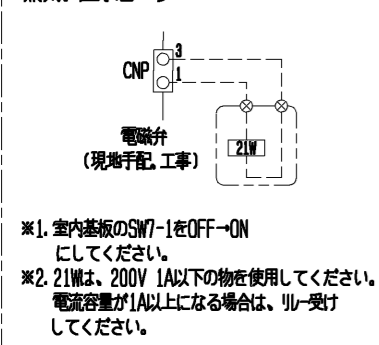 3
CNP
1
電磁弁
(現地手配,工事)
21W
※1. 室内基板のSW7-1をOFF→ON
にしてください。
※2. 21Wは、200V 1A以下の物を使用してください。
電流容量が1A以上になる場合は、リレー受け
してください。